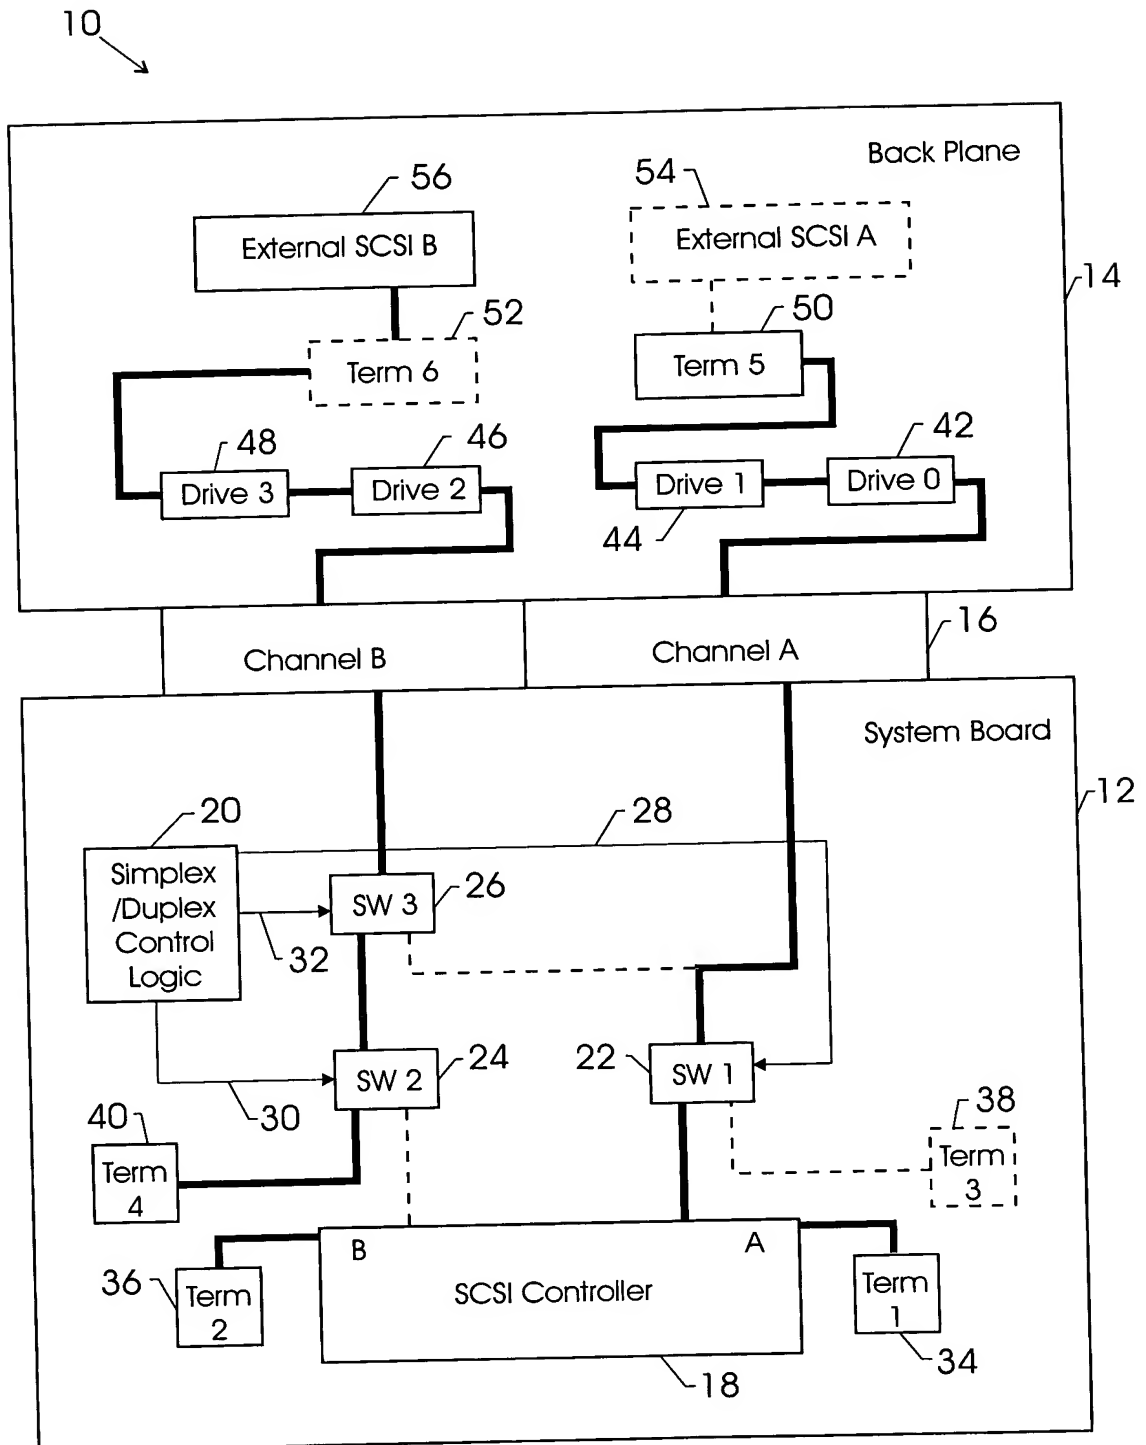 10
Back Plane
56
54
External SCSI B
External SCSI A
14
52
50
Term 6
Term 5
48
46
42
Drive 3
Drive 2
Drive 1
Drive 0
44
16
Channel B
Channel A
System Board
12
20
28
Simplex
/Duplex
Control
Logic
SW 3
26
32
24
22
SW 2
SW 1
30
40
38
Term
4
Term
3
B
A
36
Term
2
SCSI Controller
Term
1
34
18